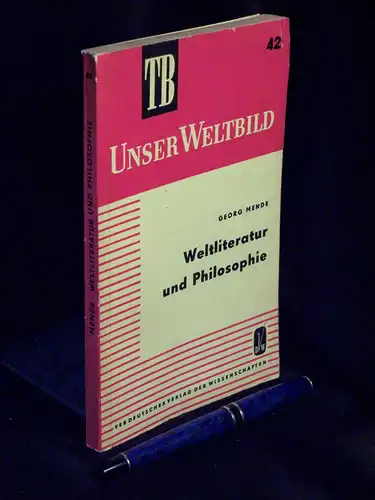 TB
42
UNSER WELTBILD
GEORG MENDE
Weltliteratur
und Philosophie
VEB DEUTSCHER VERLAG DER WISSENSCHAFTEN
MENDE · WELTLITERATUR UND PHILOSOPHIE